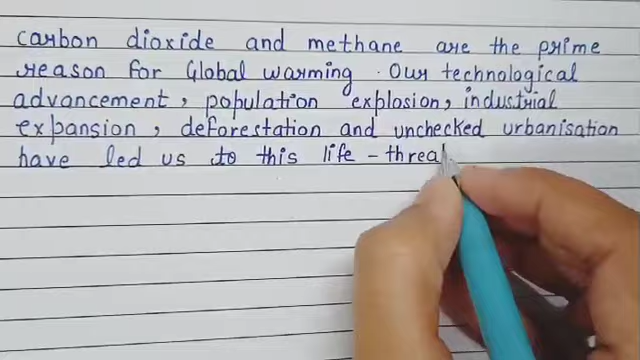 carbon dioxide and methane are the prime
reason for Global warming . Our technological
advancement , population explosion, industrial
expansion , deforestation and unchecked urbanisation
have led us to this life - threa